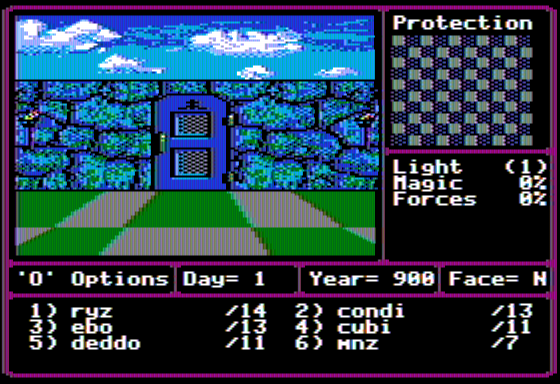 Protection
Light (1)
Magic 0%
Forces 0%
'O' Options Day= 1 Year= 900 Face= N
1) ryz /14 2) condi /13
3) ebo /13 4) cubi /11
5) deddo /11 6) mnz /7